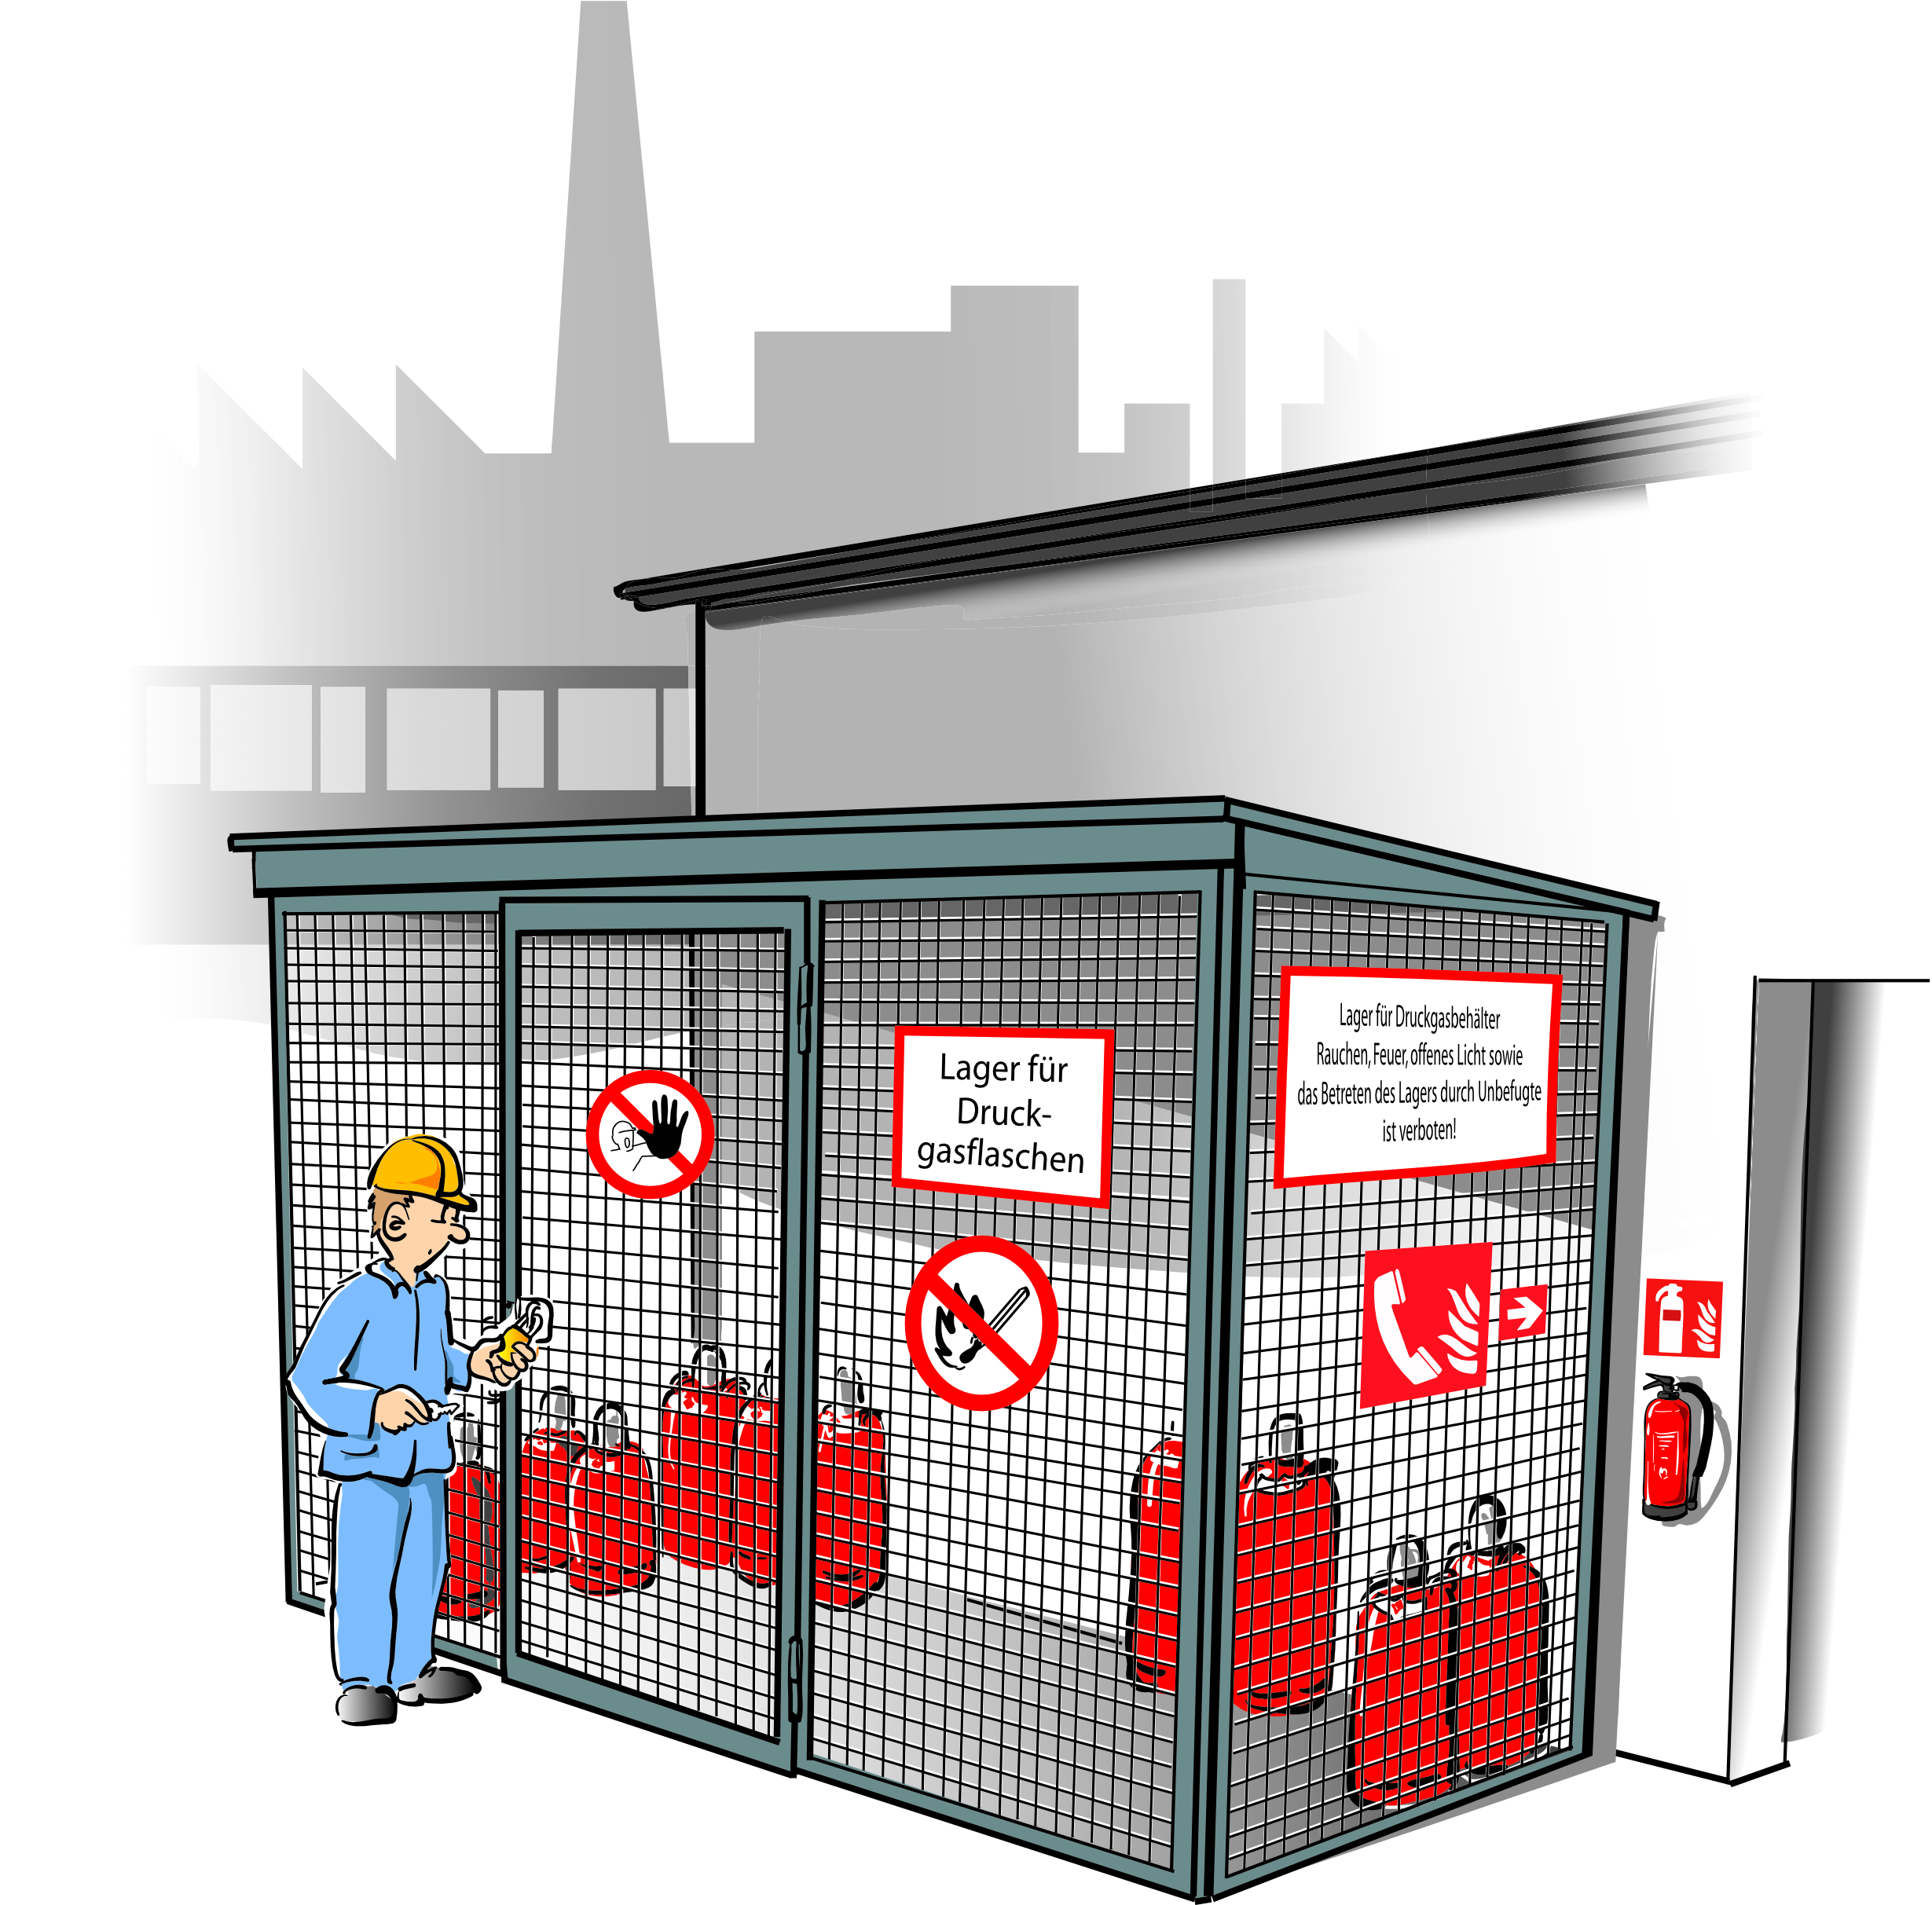 Lager für
Druck-
gasflaschen
Lager für Druckgasbehälter
Rauchen, Feuer, offenes Licht sowie
das Betreten des Lagers durch Unbefugte
ist verboten!